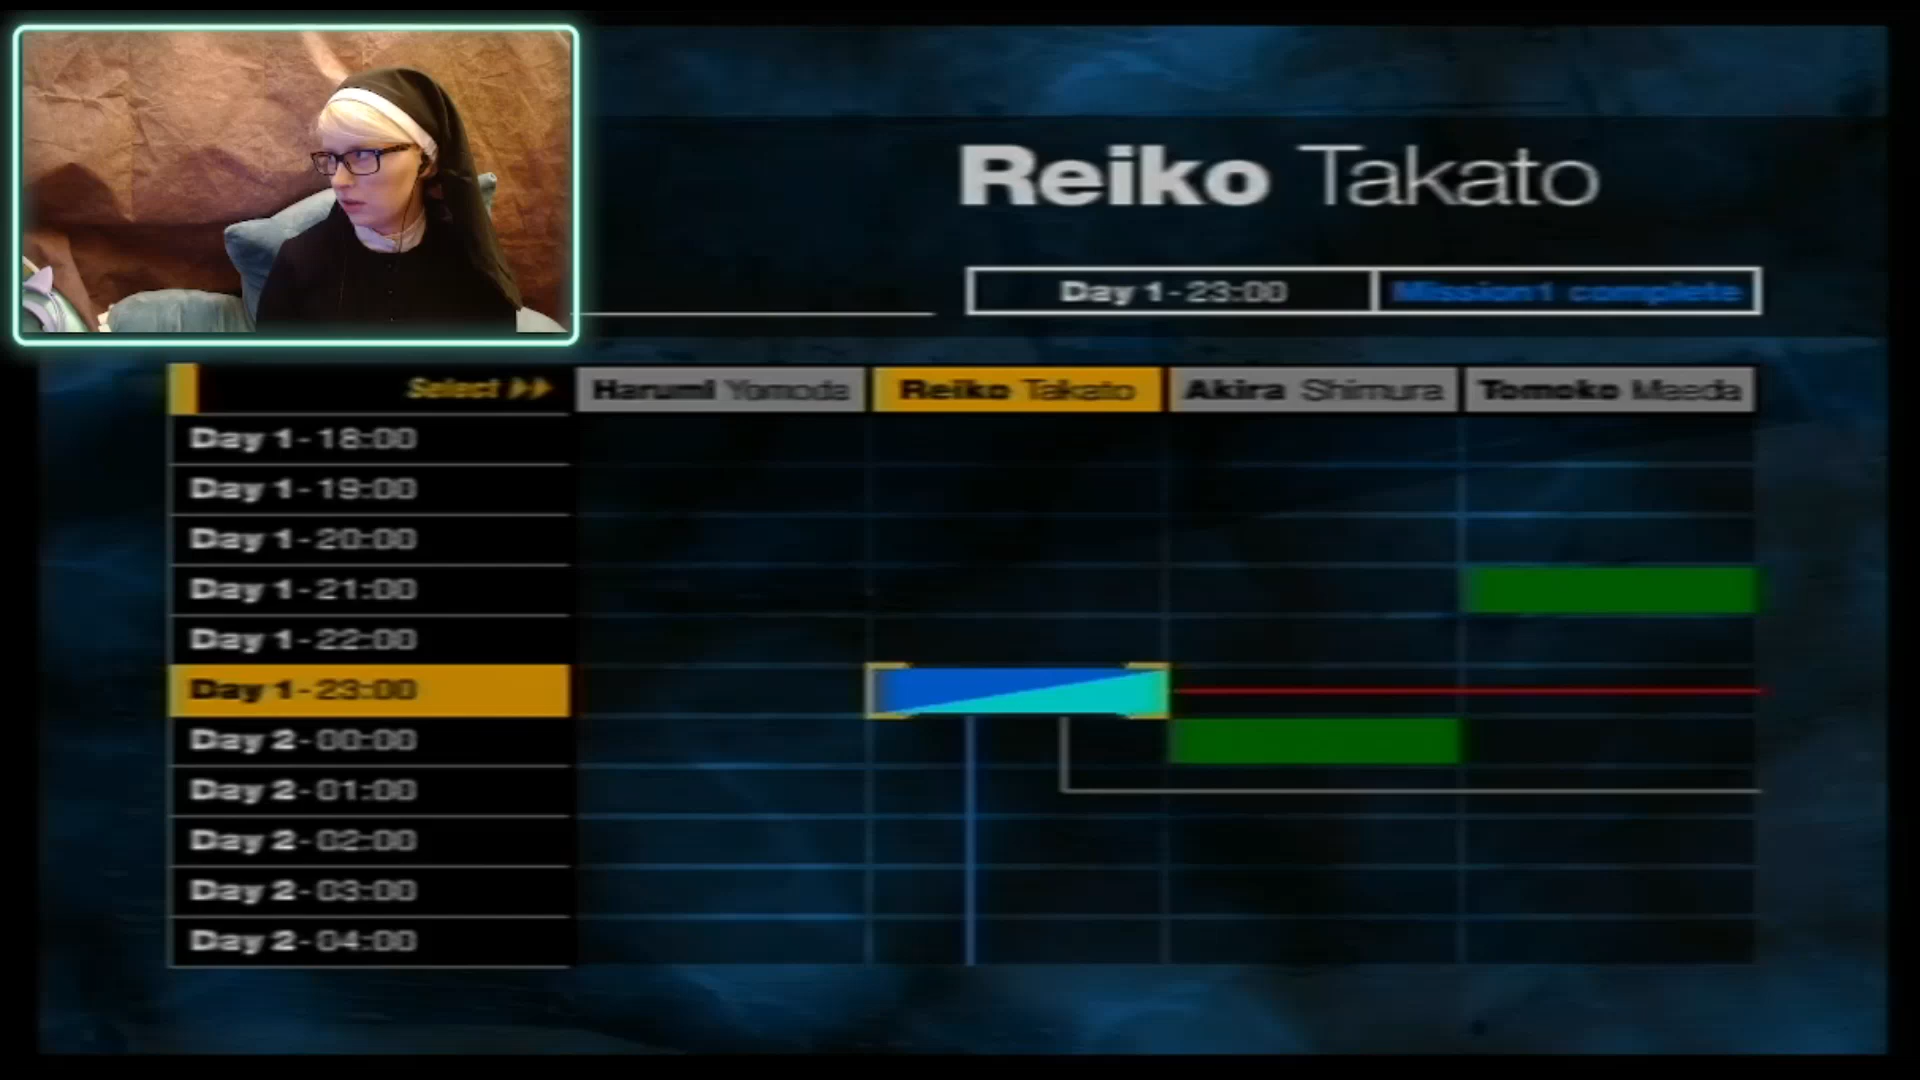 Reiko Takato
Day 1-23:00 Mission1 complete
Select Harumi Yomoda Reiko Takato Akira Shimura Tomoko Maeda
Day 1-18:00
Day 1-19:00
Day 1-20:00
Day 1-21:00
Day 1-22:00
Day 1-23:00
Day 2-00:00
Day 2-01:00
Day 2-02:00
Day 2-03:00
Day 2-04:00